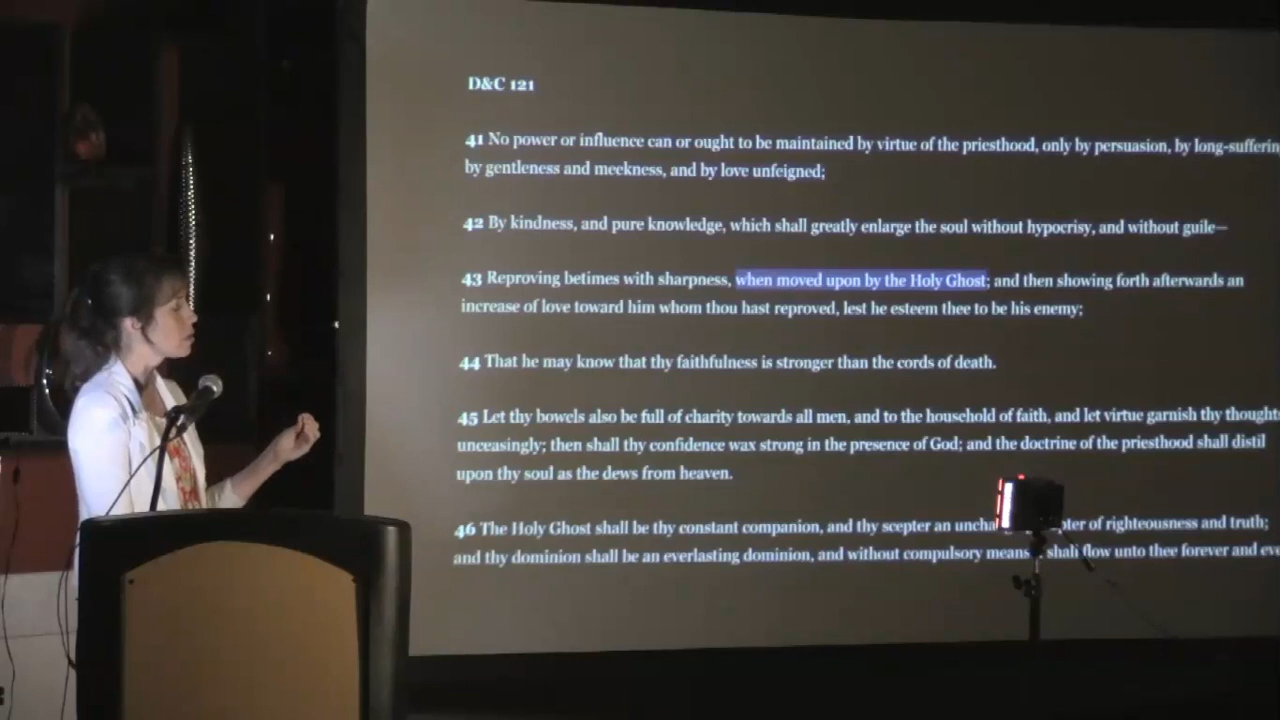 D&C 121
41 No power or influence can or ought to be maintained by virtue of the priesthood, only by persuasion, by long-sufferin
by gentleness and meekness, and by love unfeigned;
42 By kindness, and pure knowledge, which shall greatly enlarge the soul without hypocrisy, and without guile—
43 Reproving betimes with sharpness, when moved upon by the Holy Ghost; and then showing forth afterwards an
increase of love toward him whom thou hast reproved, lest he esteem thee to be his enemy;
44 That he may know that thy faithfulness is stronger than the cords of death.
45 Let thy bowels also be full of charity towards all men, and to the household of faith, and let virtue garnish thy thoughts
unceasingly; then shall thy confidence wax strong in the presence of God; and the doctrine of the priesthood shall distil
upon thy soul as the dews from heaven.
46 The Holy Ghost shall be thy constant companion, and thy scepter an uncha pter of righteousness and truth;
and thy dominion shall be an everlasting dominion, and without compulsory means shall flow unto thee forever and eve